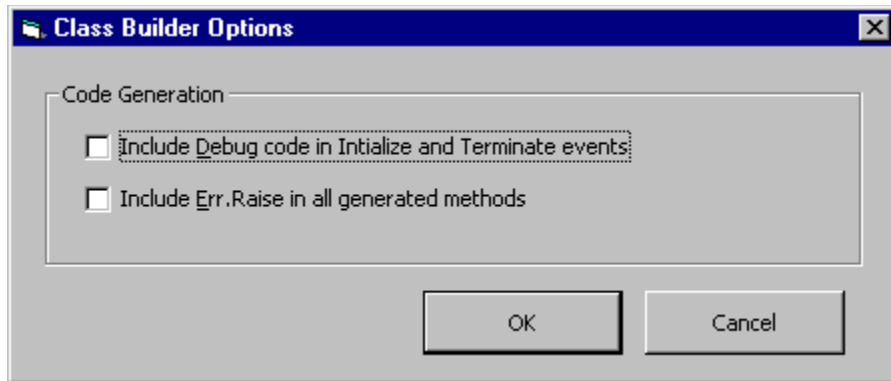 Class Builder Options
Code Generation
Include Debug code in Intialize and Terminate events
Include Err.Raise in all generated methods
OK
Cancel